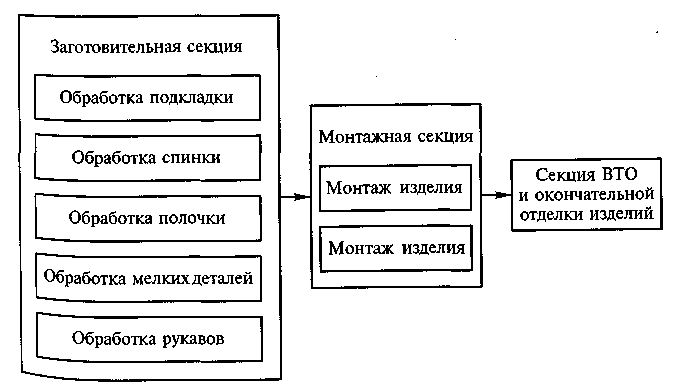 Заготовительная секция
Обработка подкладки
Обработка спинки
Обработка полочки
Обработка мелких деталей
Обработка рукавов
Монтажная секция
Монтаж изделия
Монтаж изделия
Секция ВТО
и окончательной
отделки изделий